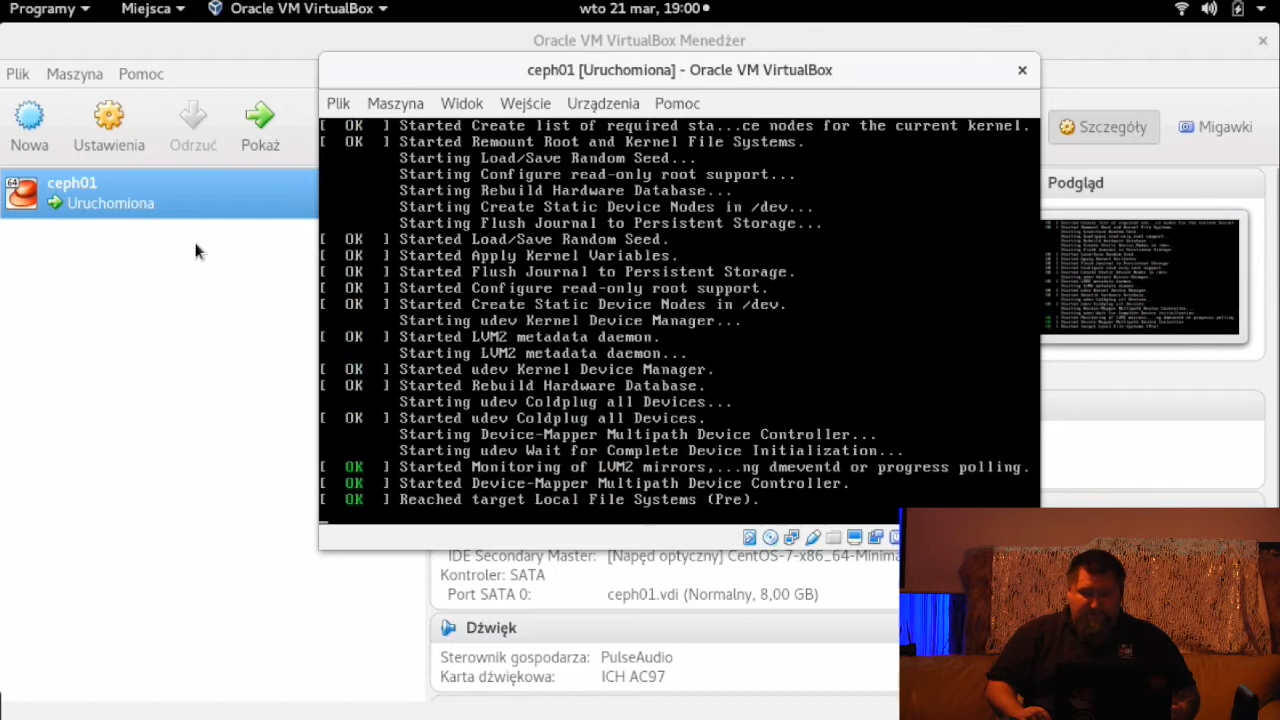 Programy Miejsca Oracle VM VirtualBox wto 21 mar, 19:00
Oracle VM VirtualBox Menedżer
Plik Maszyna Pomoc
Nowa Ustawienia Odrzuć Pokaż
Szczegóły Migawki
64 ceph01
Uruchomiona
ceph01 [Uruchomiona] - Oracle VM VirtualBox
Plik Maszyna Widok Wejście Urządzenia Pomoc
[ OK ] Started Create list of required sta...ce nodes for the current kernel.
[ OK ] Started Remount Root and Kernel File Systems.
Starting Load/Save Random Seed...
Starting Configure read-only root support...
Starting Rebuild Hardware Database...
Starting Create Static Device Nodes in /dev...
Starting Flush Journal to Persistent Storage...
[ OK ] Started Load/Save Random Seed.
[ OK ] Started Apply Kernel Variables.
[ OK ] Started Flush Journal to Persistent Storage.
[ OK ] Started Configure read-only root support.
[ OK ] Started Create Static Device Nodes in /dev.
Starting udev Kernel Device Manager...
[ OK ] Started LVM2 metadata daemon.
Starting LVM2 metadata daemon...
[ OK ] Started udev Kernel Device Manager.
[ OK ] Started Rebuild Hardware Database.
Starting udev Coldplug all Devices...
[ OK ] Started udev Coldplug all Devices.
Starting Device-Mapper Multipath Device Controller...
Starting udev Wait for Complete Device Initialization...
[ OK ] Started Monitoring of LVM2 mirrors,...ng dmeventd or progress polling.
[ OK ] Started Device-Mapper Multipath Device Controller.
[ OK ] Reached target Local File Systems (Pre).
Podgląd
IDE Secondary Master: [Napęd optyczny] CentOS-7-x86_64-Minima
Kontroler: SATA
Port SATA 0: ceph01.vdi (Normalny, 8,00 GB)
Dźwięk
Sterownik gospodarza: PulseAudio
Karta dźwiękowa: ICH AC97